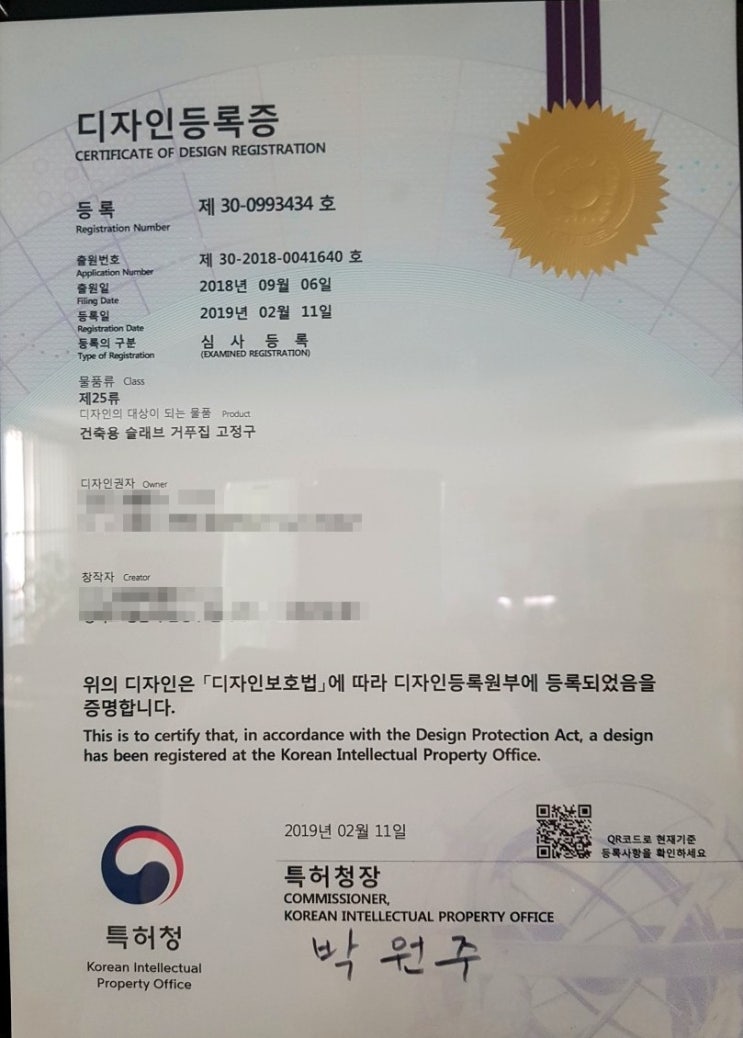 디자인등록증
CERTIFICATE OF DESIGN REGISTRATION
등 록 제 30-0993434 호
Registration Number
출원번호 제 30-2018-0041640 호
Application Number
출원일 2018년 09월 06일
Filing Date
등록일 2019년 02월 11일
Registration Date
등록의 구분 심 사 등 록
Type of Registration (EXAMINED REGISTRATION)
물품류 Class
제25류
디자인의 대상이 되는 물품 Product
건축용 슬래브 거푸집 고정구
디자인권자 Owner
창작자 Creator
위의 디자인은 「디자인보호법」에 따라 디자인등록원부에 등록되었음을
증명합니다.
This is to certify that, in accordance with the Design Protection Act, a design
has been registered at the Korean Intellectual Property Office.
2019년 02월 11일
QR코드로 현재기준
등록사항을 확인하세요
특허청장
COMMISSIONER,
KOREAN INTELLECTUAL PROPERTY OFFICE
박 원 주
특허청
Korean Intellectual
Property Office